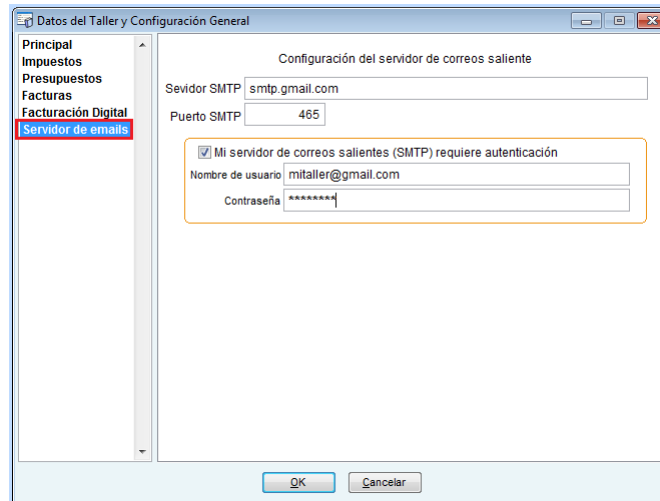 Datos del Taller y Configuración General
Principal
Impuestos
Presupuestos
Facturas
Facturación Digital
Servidor de emails
Configuración del servidor de correos saliente
Sevidor SMTP smtp.gmail.com
Puerto SMTP 465
Mi servidor de correos salientes (SMTP) requiere autenticación
Nombre de usuario mitaller@gmail.com
Contraseña ********
OK Cancelar